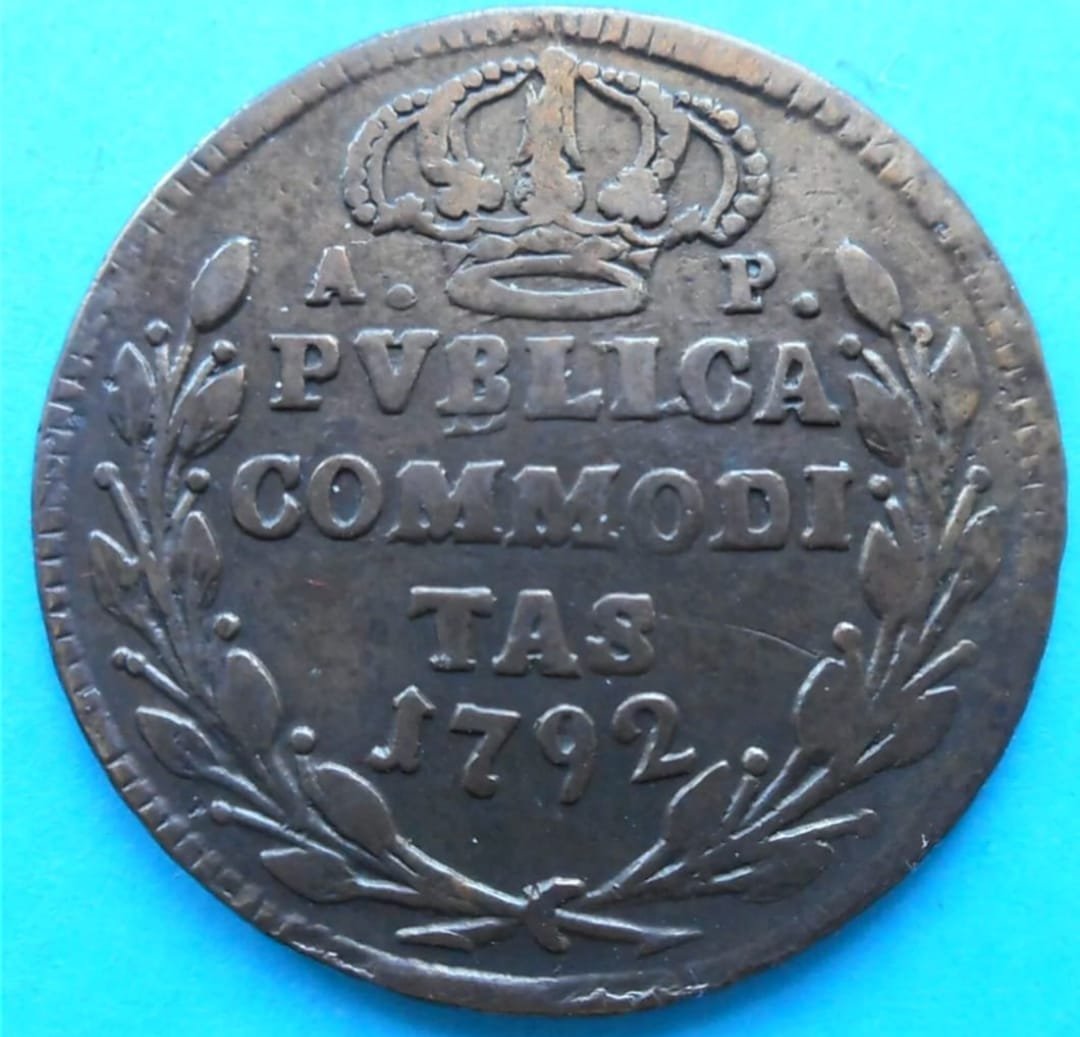 A. P.
PVBLICA
COMMODI
TAS
1792
C